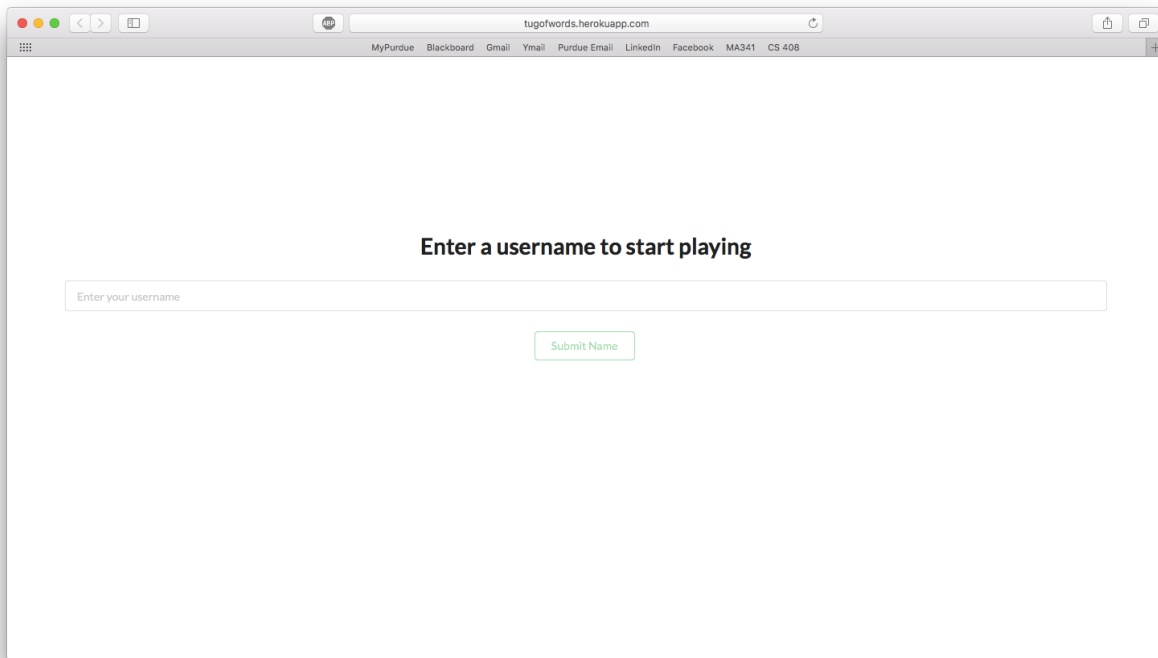 ABP
tugofwords.herokuapp.com
MyPurdue Blackboard Gmail Ymail Purdue Email LinkedIn Facebook MA341 CS 408
Enter a username to start playing
Enter your username
Submit Name